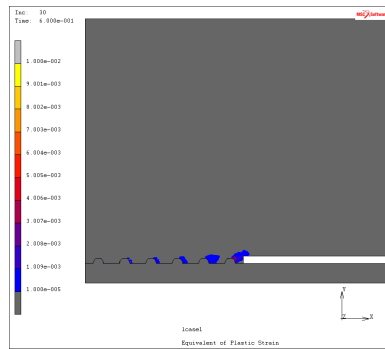 Inc: 30
Time: 6.000e-001
MSC Software
1.000e-002
9.001e-003
8.002e-003
7.003e-003
6.004e-003
5.005e-003
4.006e-003
3.007e-003
2.008e-003
1.009e-003
1.000e-005
Y
Z
lcase1
Equivalent of Plastic Strain